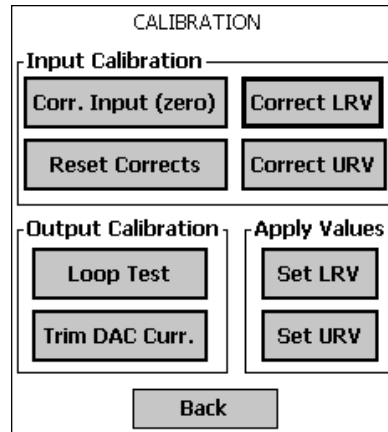 CALIBRATION
Input Calibration
Corr. Input (zero) Correct LRV
Reset Corrects Correct URV
Output Calibration Apply Values
Loop Test Set LRV
Trim DAC Curr. Set URV
Back